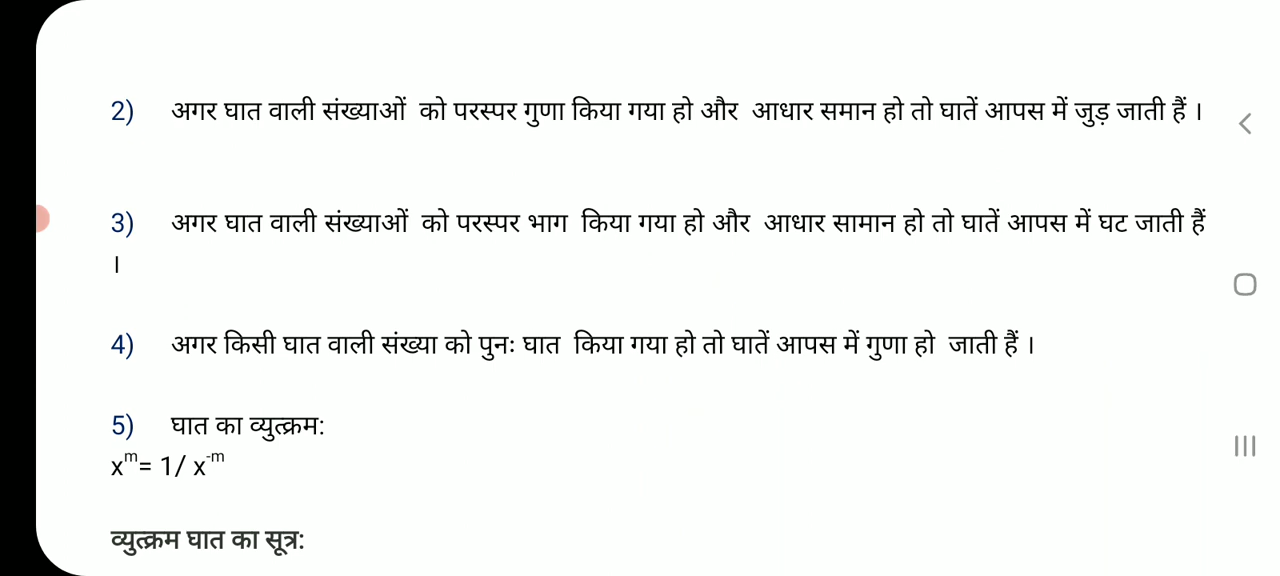 2) अगर घात वाली संख्याओं को परस्पर गुणा किया गया हो और आधार समान हो तो घातें आपस में जुड़ जाती हैं ।
3) अगर घात वाली संख्याओं को परस्पर भाग किया गया हो और आधार सामान हो तो घातें आपस में घट जाती हैं
।
4) अगर किसी घात वाली संख्या को पुनः घात किया गया हो तो घातें आपस में गुणा हो जाती हैं ।
5) घात का व्युत्क्रम:
x^m= 1/ x^-m
व्युत्क्रम घात का सूत्र: